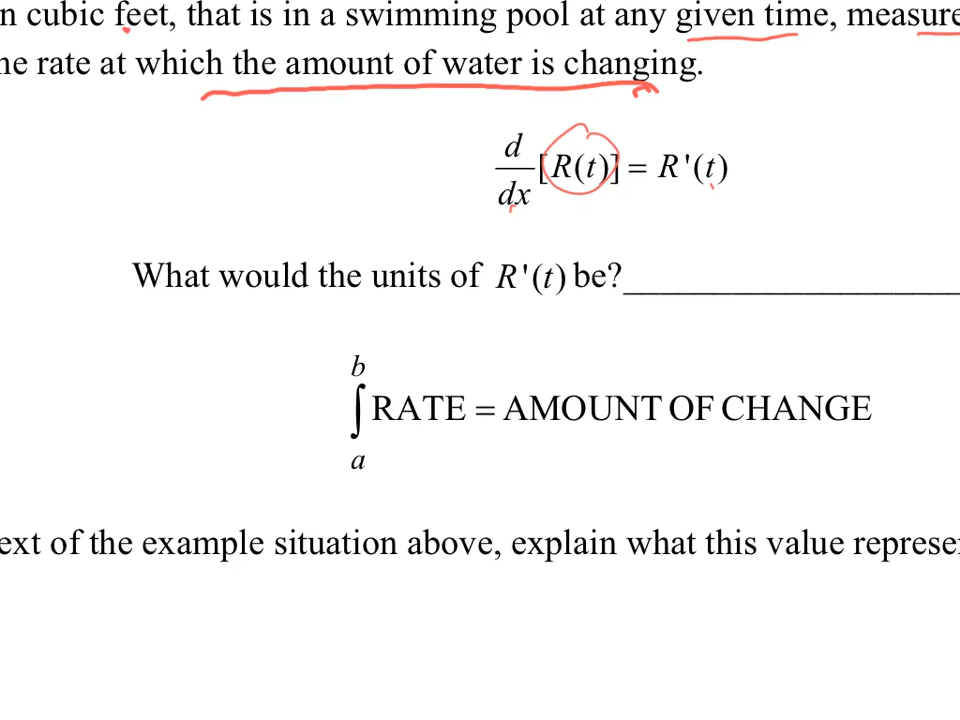 n cubic feet, that is in a swimming pool at any given time, measure
he rate at which the amount of water is changing.
d/dx [R(t)] = R'(t)
What would the units of R'(t) be?____________________
∫_a^b RATE = AMOUNT OF CHANGE
ext of the example situation above, explain what this value represe